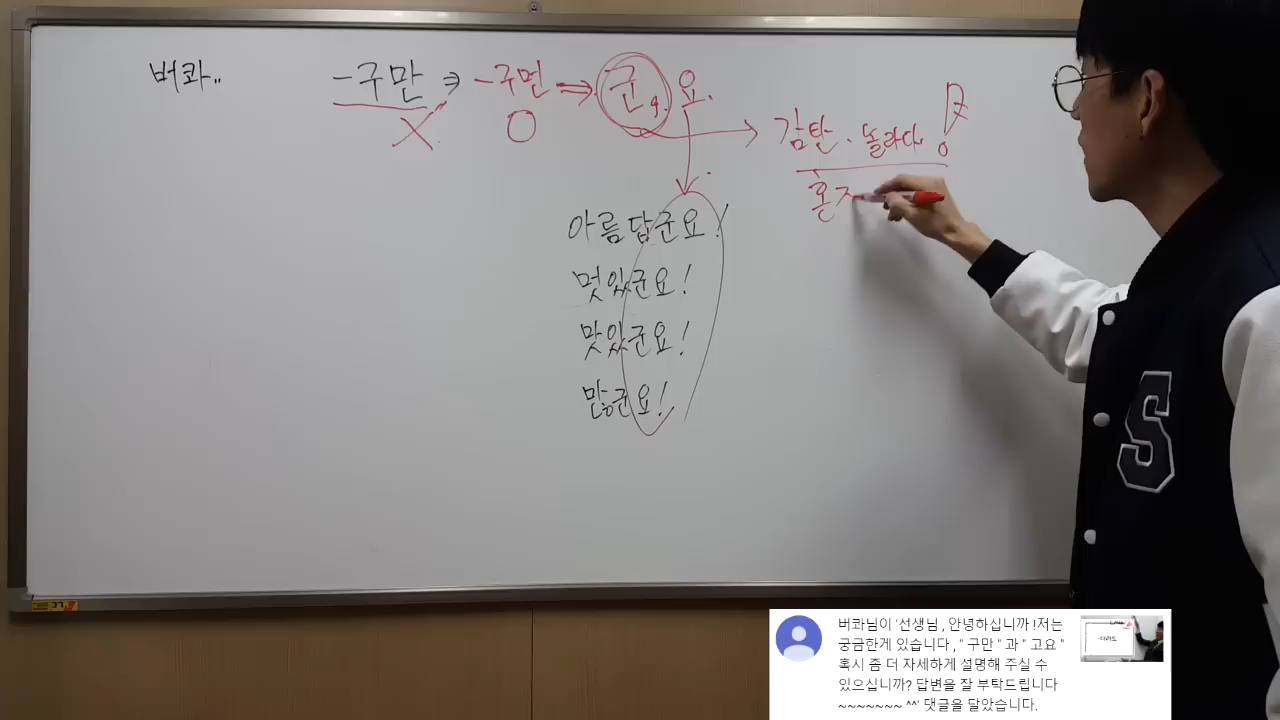 버콰..
-구만 ⇒ -구먼 ⇒ 군, 요.
X O
감탄. 놀라다. !
혼ㅈ
아름답군요!
멋있군요!
맛있군요!
많군요!
S
버콰님이 '선생님 , 안녕하십니까 !저는
궁금한게 있습니다 , " 구만 " 과 " 고요 "
혹시 좀 더 자세하게 설명해 주실 수
있으십니까? 답변을 잘 부탁드립니다
~~~~~~~ ^^' 댓글을 달았습니다.